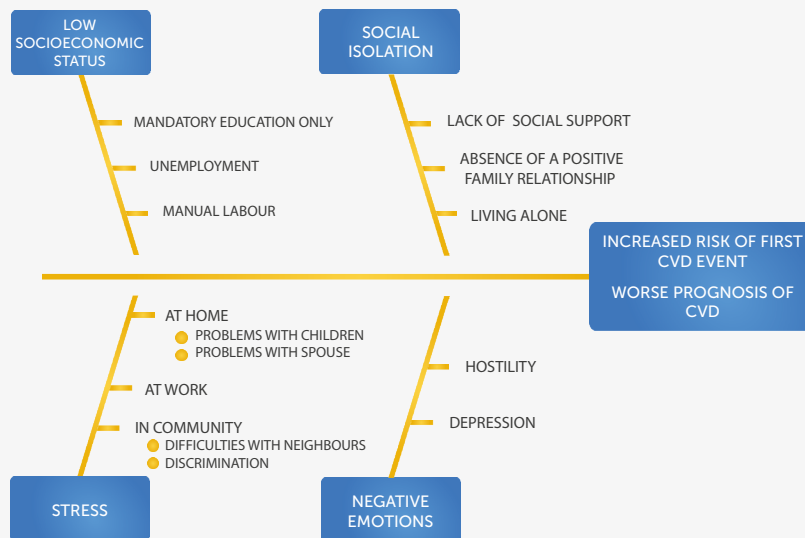 LOW
SOCIOECONOMIC
STATUS
MANDATORY EDUCATION ONLY
UNEMPLOYMENT
MANUAL LABOUR
SOCIAL
ISOLATION
LACK OF SOCIAL SUPPORT
ABSENCE OF A POSITIVE
FAMILY RELATIONSHIP
LIVING ALONE
INCREASED RISK OF FIRST
CVD EVENT
WORSE PROGNOSIS OF
CVD
AT HOME
PROBLEMS WITH CHILDREN
PROBLEMS WITH SPOUSE
AT WORK
IN COMMUNITY
DIFFICULTIES WITH NEIGHBOURS
DISCRIMINATION
STRESS
HOSTILITY
DEPRESSION
NEGATIVE
EMOTIONS